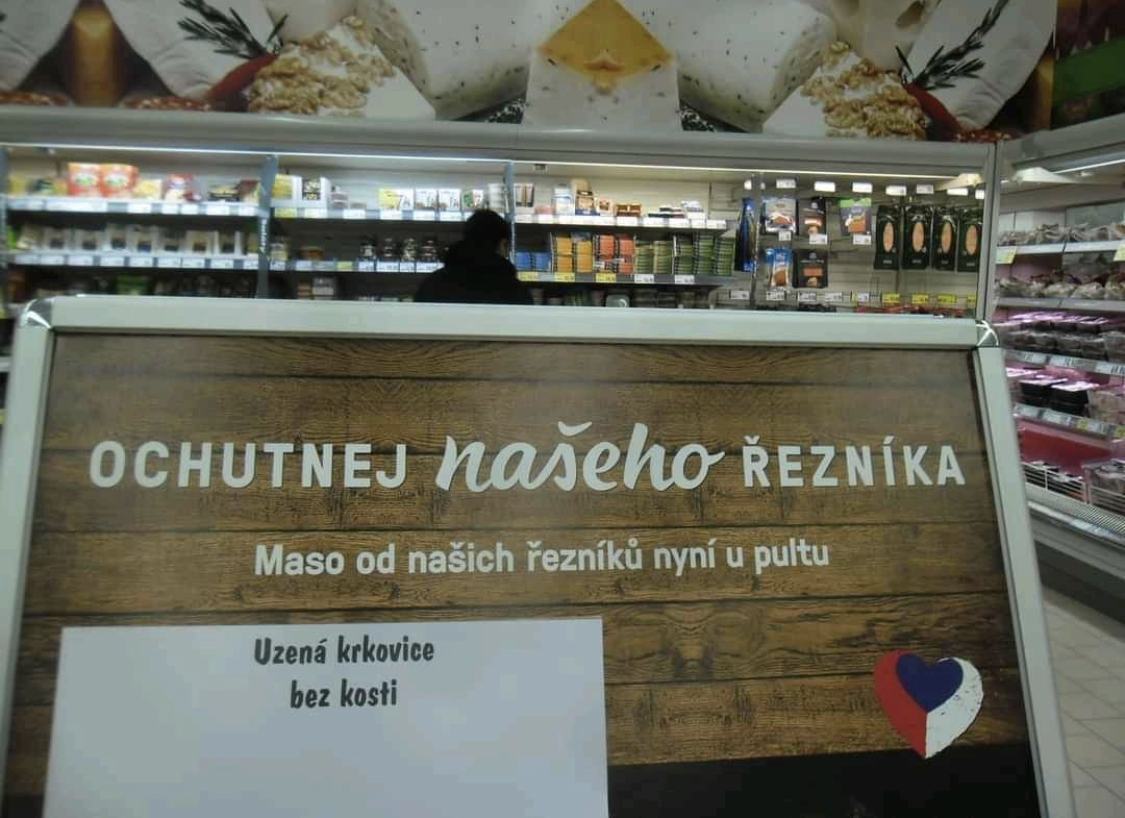 OCHUTNEJ našeho ŘEZNÍKA
Maso od našich řezníků nyní u pultu
Uzená krkovice
bez kosti